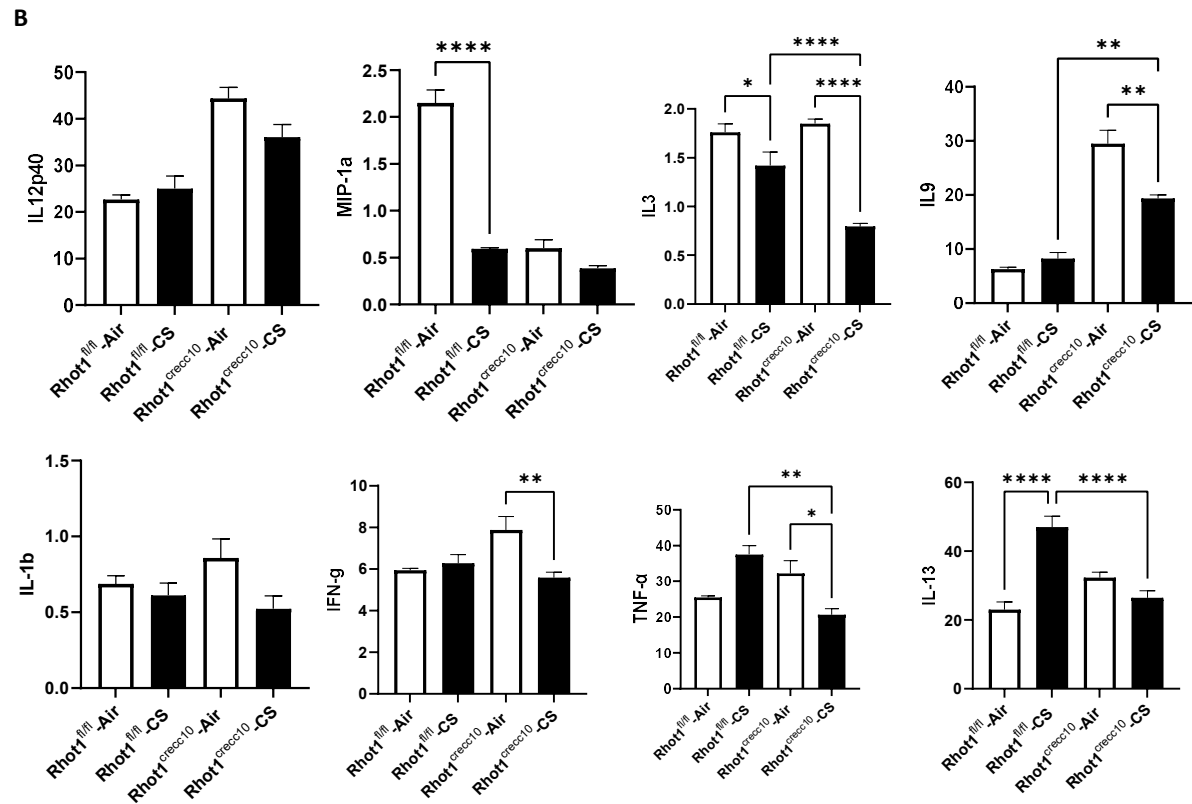 B
IL12p40
50
40
30
20
10
0
Rhot1fl/fl -Air
Rhot1fl/fl -CS
Rhot1crecc10 -Air
Rhot1crecc10 -CS
MIP-1a
2.5
2.0
1.5
1.0
0.5
0.0
****
Rhot1fl/fl -Air
Rhot1fl/fl -CS
Rhot1crecc10 -Air
Rhot1crecc10 -CS
IL3
2.0
1.5
1.0
0.5
0.0
****
* ****
Rhot1fl/fl -Air
Rhot1fl/fl -CS
Rhot1crecc10 -Air
Rhot1crecc10 -CS
IL9
40
30
20
10
0
**
**
Rhot1fl/fl -Air
Rhot1fl/fl -CS
Rhot1crecc10 -Air
Rhot1crecc10 -CS
IL-1b
1.5
1.0
0.5
0.0
Rhot1fl/fl -Air
Rhot1fl/fl -CS
Rhot1crecc10 -Air
Rhot1crecc10 -CS
IFN-g
10
8
6
4
2
0
**
Rhot1fl/fl -Air
Rhot1fl/fl -CS
Rhot1crecc10 -Air
Rhot1crecc10 -CS
TNF-α
50
40
30
20
10
0
**
*
Rhot1fl/fl -Air
Rhot1fl/fl -CS
Rhot1crecc10 -Air
Rhot1crecc10 -CS
IL-13
60
40
20
0
**** ****
Rhot1fl/fl -Air
Rhot1fl/fl -CS
Rhot1crecc10 -Air
Rhot1crecc10 -CS